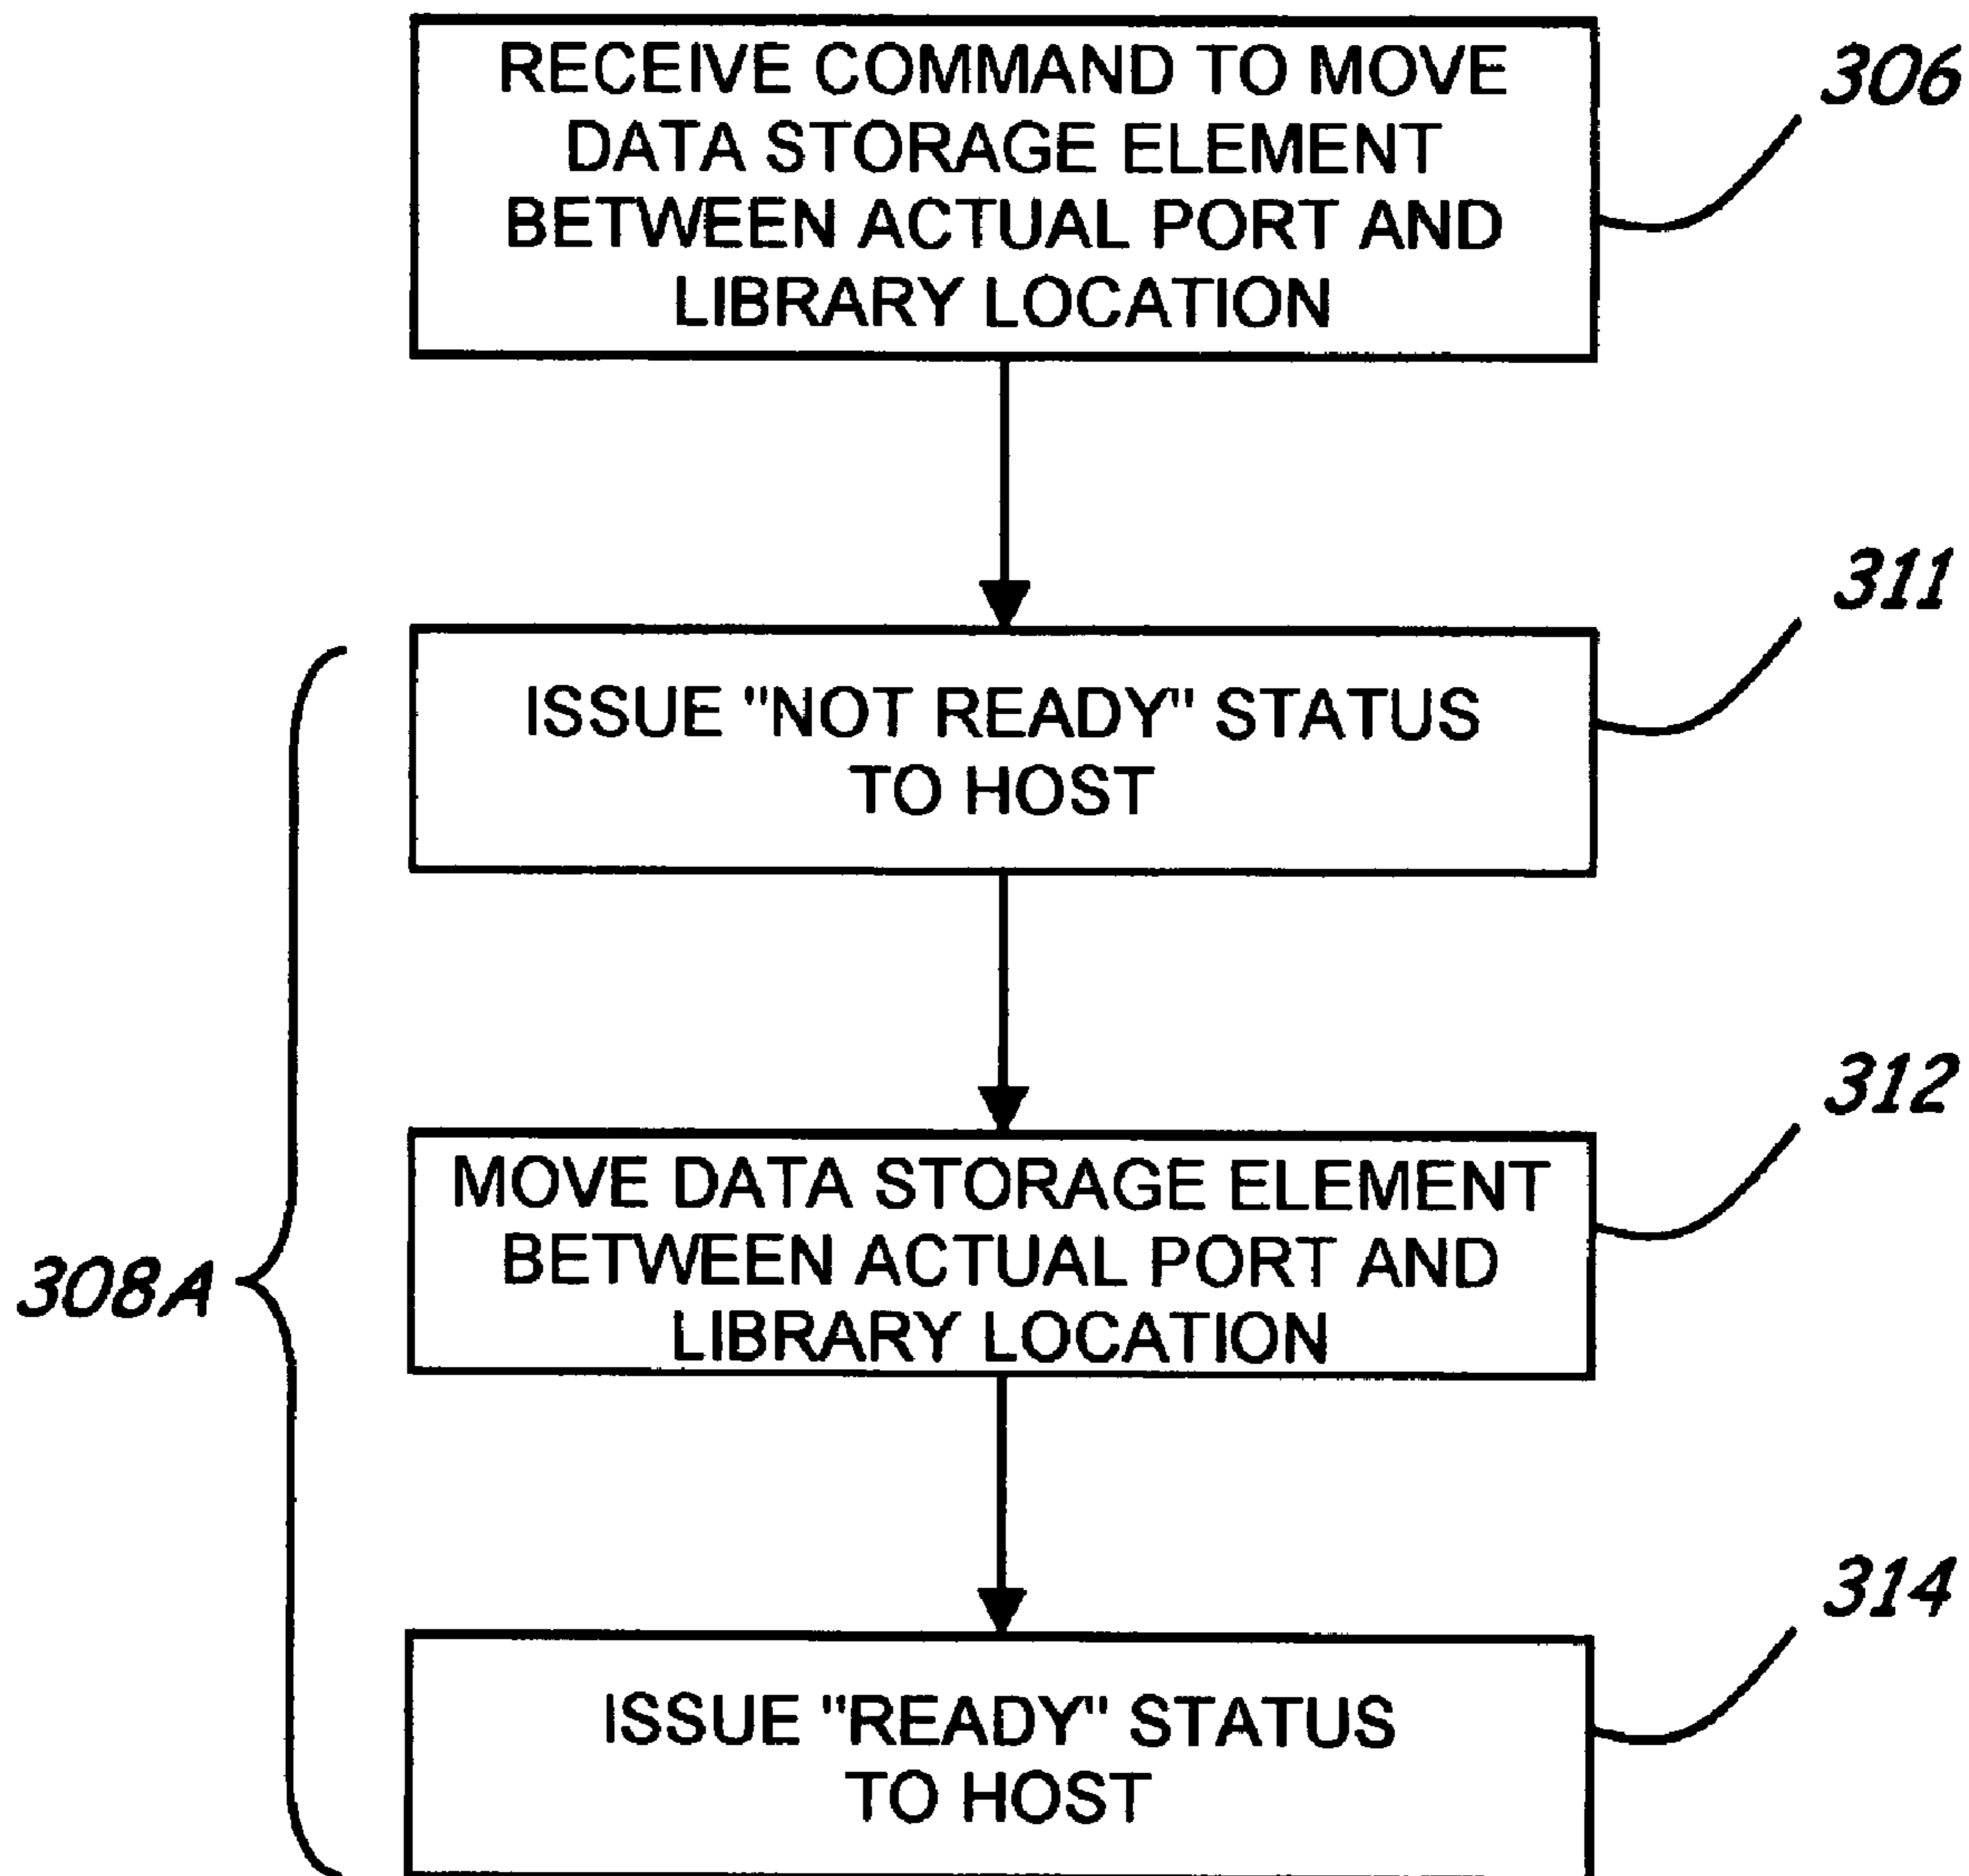 RECEIVE COMMAND TO MOVE
DATA STORAGE ELEMENT
BETWEEN ACTUAL PORT AND
LIBRARY LOCATION
306
ISSUE "NOT READY" STATUS
TO HOST
311
MOVE DATA STORAGE ELEMENT
BETWEEN ACTUAL PORT AND
LIBRARY LOCATION
312
308A
ISSUE "READY" STATUS
TO HOST
314